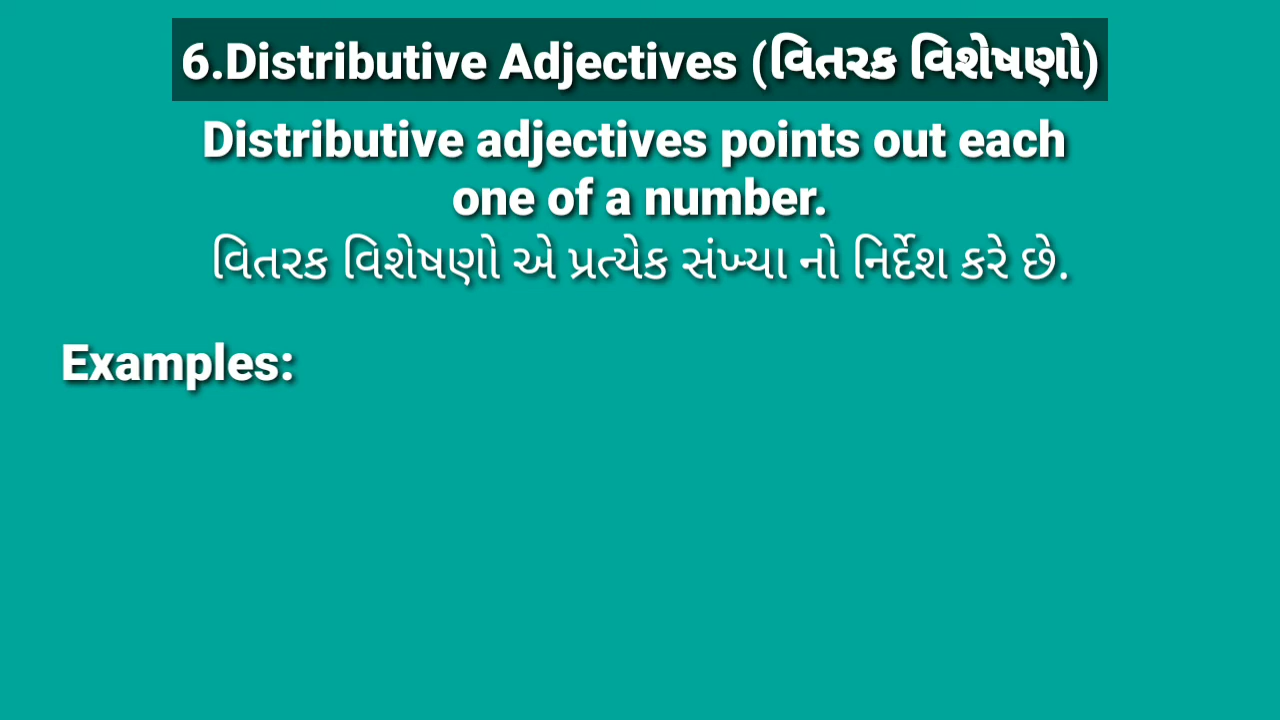 6.Distributive Adjectives (વિતરક વિશેષણો)
Distributive adjectives points out each
one of a number.
વિતરક વિશેષણો એ પ્રત્યેક સંખ્યા નો નિર્દેશ કરે છે.
Examples: